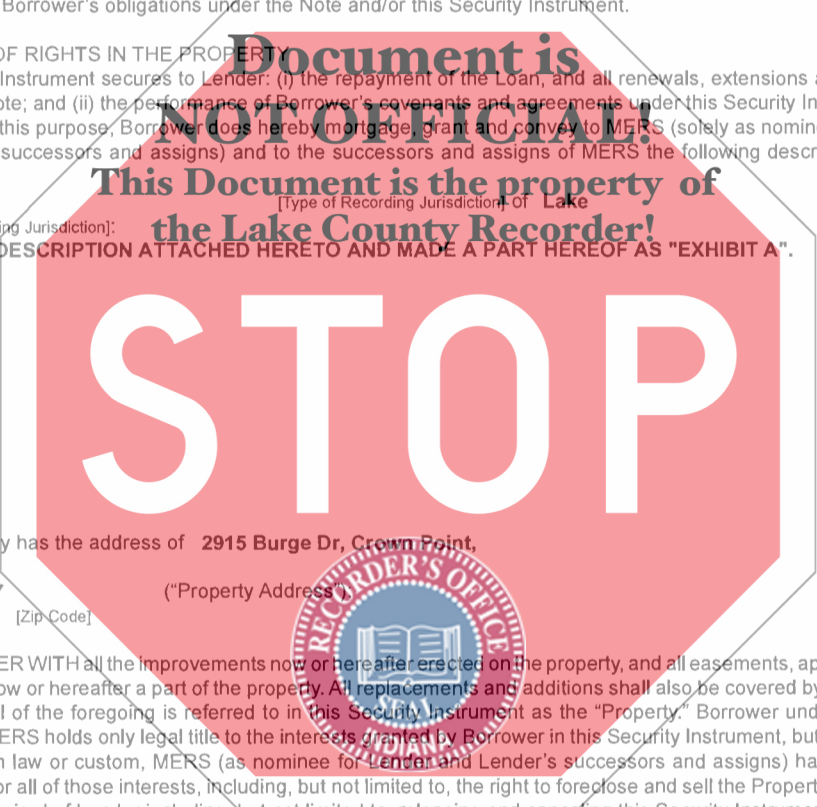 Borrower's obligations under the Note and/or this Security Instrument.
OF RIGHTS IN THE PROPERTY
Document is
Instrument secures to Lender: (i) the repayment of the Loan, and all renewals, extensions
ote; and (ii) the performance of Borrower's covenants and agreements under this Security In
NOT OFFICIAL!
this purpose, Borrower does hereby mortgage, grant and convey to MERS (solely as nomin
successors and assigns) and to the successors and assigns of MERS the following descr
This Document is the property of
[Type of Recording Jurisdiction] of Lake
ing Jurisdiction]:
the Lake County Recorder!
DESCRIPTION ATTACHED HERETO AND MADE A PART HEREOF AS "EXHIBIT A".
STOP
y has the address of 2915 Burge Dr, Crown Point,
("Property Address"),
[Zip Code]
RECORDER'S OFFICE
SEAL
INDIANA
ER WITH all the improvements now or hereafter erected on the property, and all easements, ap
ow or hereafter a part of the property. All replacements and additions shall also be covered by
l of the foregoing is referred to in this Security Instrument as the "Property." Borrower und
ERS holds only legal title to the interests granted by Borrower in this Security Instrument, but
h law or custom, MERS (as nominee for Lender and Lender's successors and assigns) ha
or all of those interests, including, but not limited to, the right to foreclose and sell the Propert